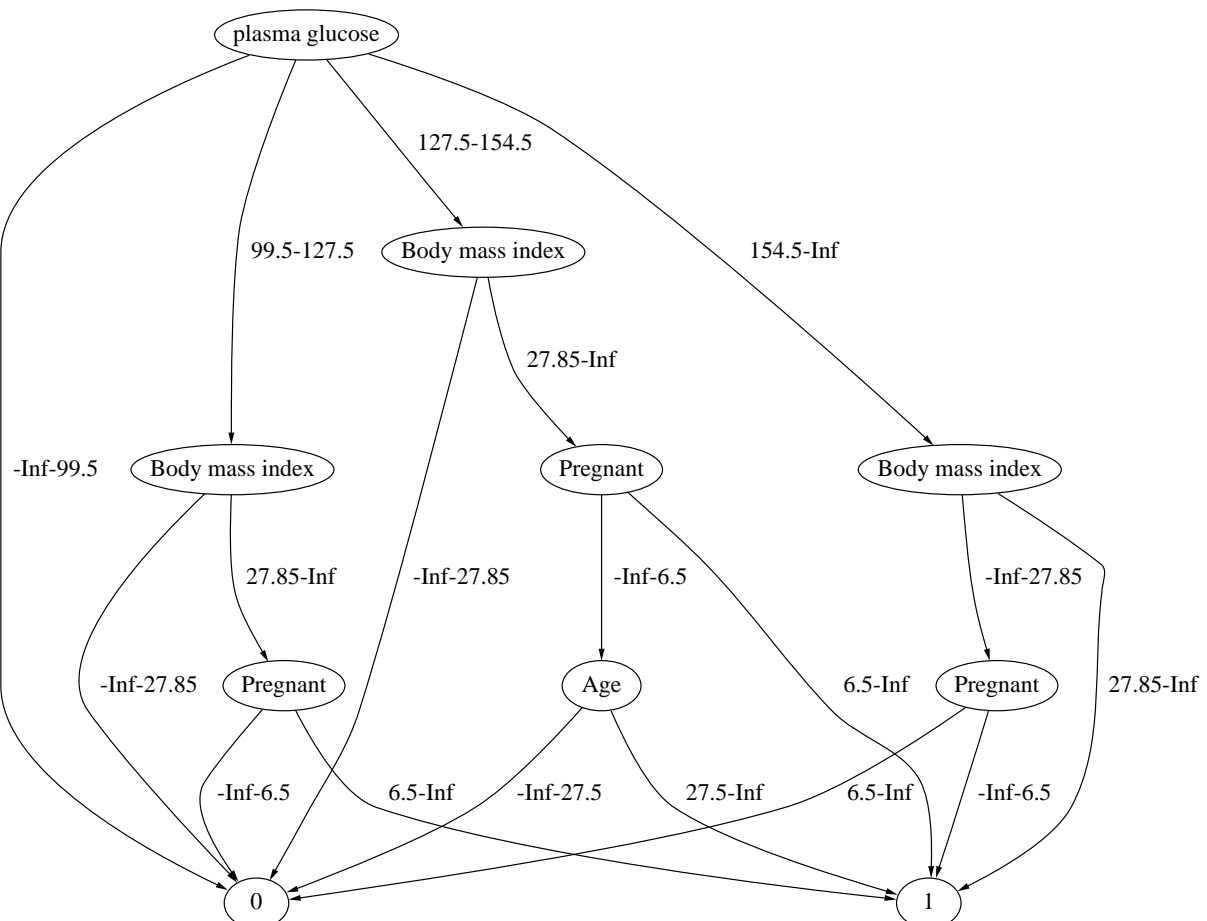 plasma glucose
127.5-154.5
99.5-127.5
Body mass index
154.5-Inf
27.85-Inf
-Inf-99.5
Body mass index
Pregnant
Body mass index
27.85-Inf
-Inf-27.85
-Inf-6.5
-Inf-27.85
-Inf-27.85
Pregnant
Age
6.5-Inf
Pregnant
27.85-Inf
-Inf-6.5
6.5-Inf
-Inf-27.5
27.5-Inf
6.5-Inf
-Inf-6.5
0
1